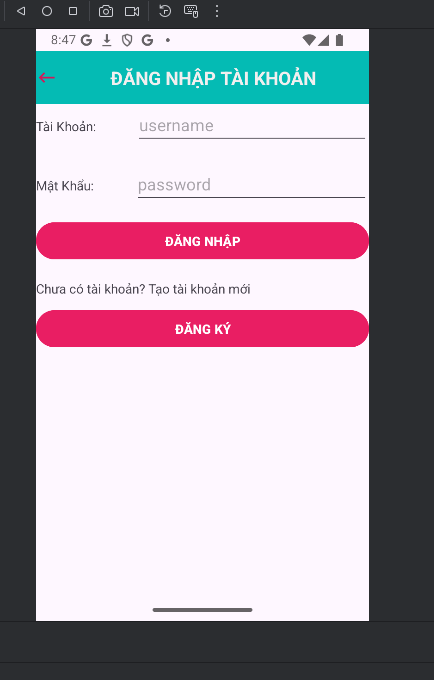 8:47
ĐĂNG NHẬP TÀI KHOẢN
Tài Khoản: username
Mật Khẩu: password
ĐĂNG NHẬP
Chưa có tài khoản? Tạo tài khoản mới
ĐĂNG KÝ